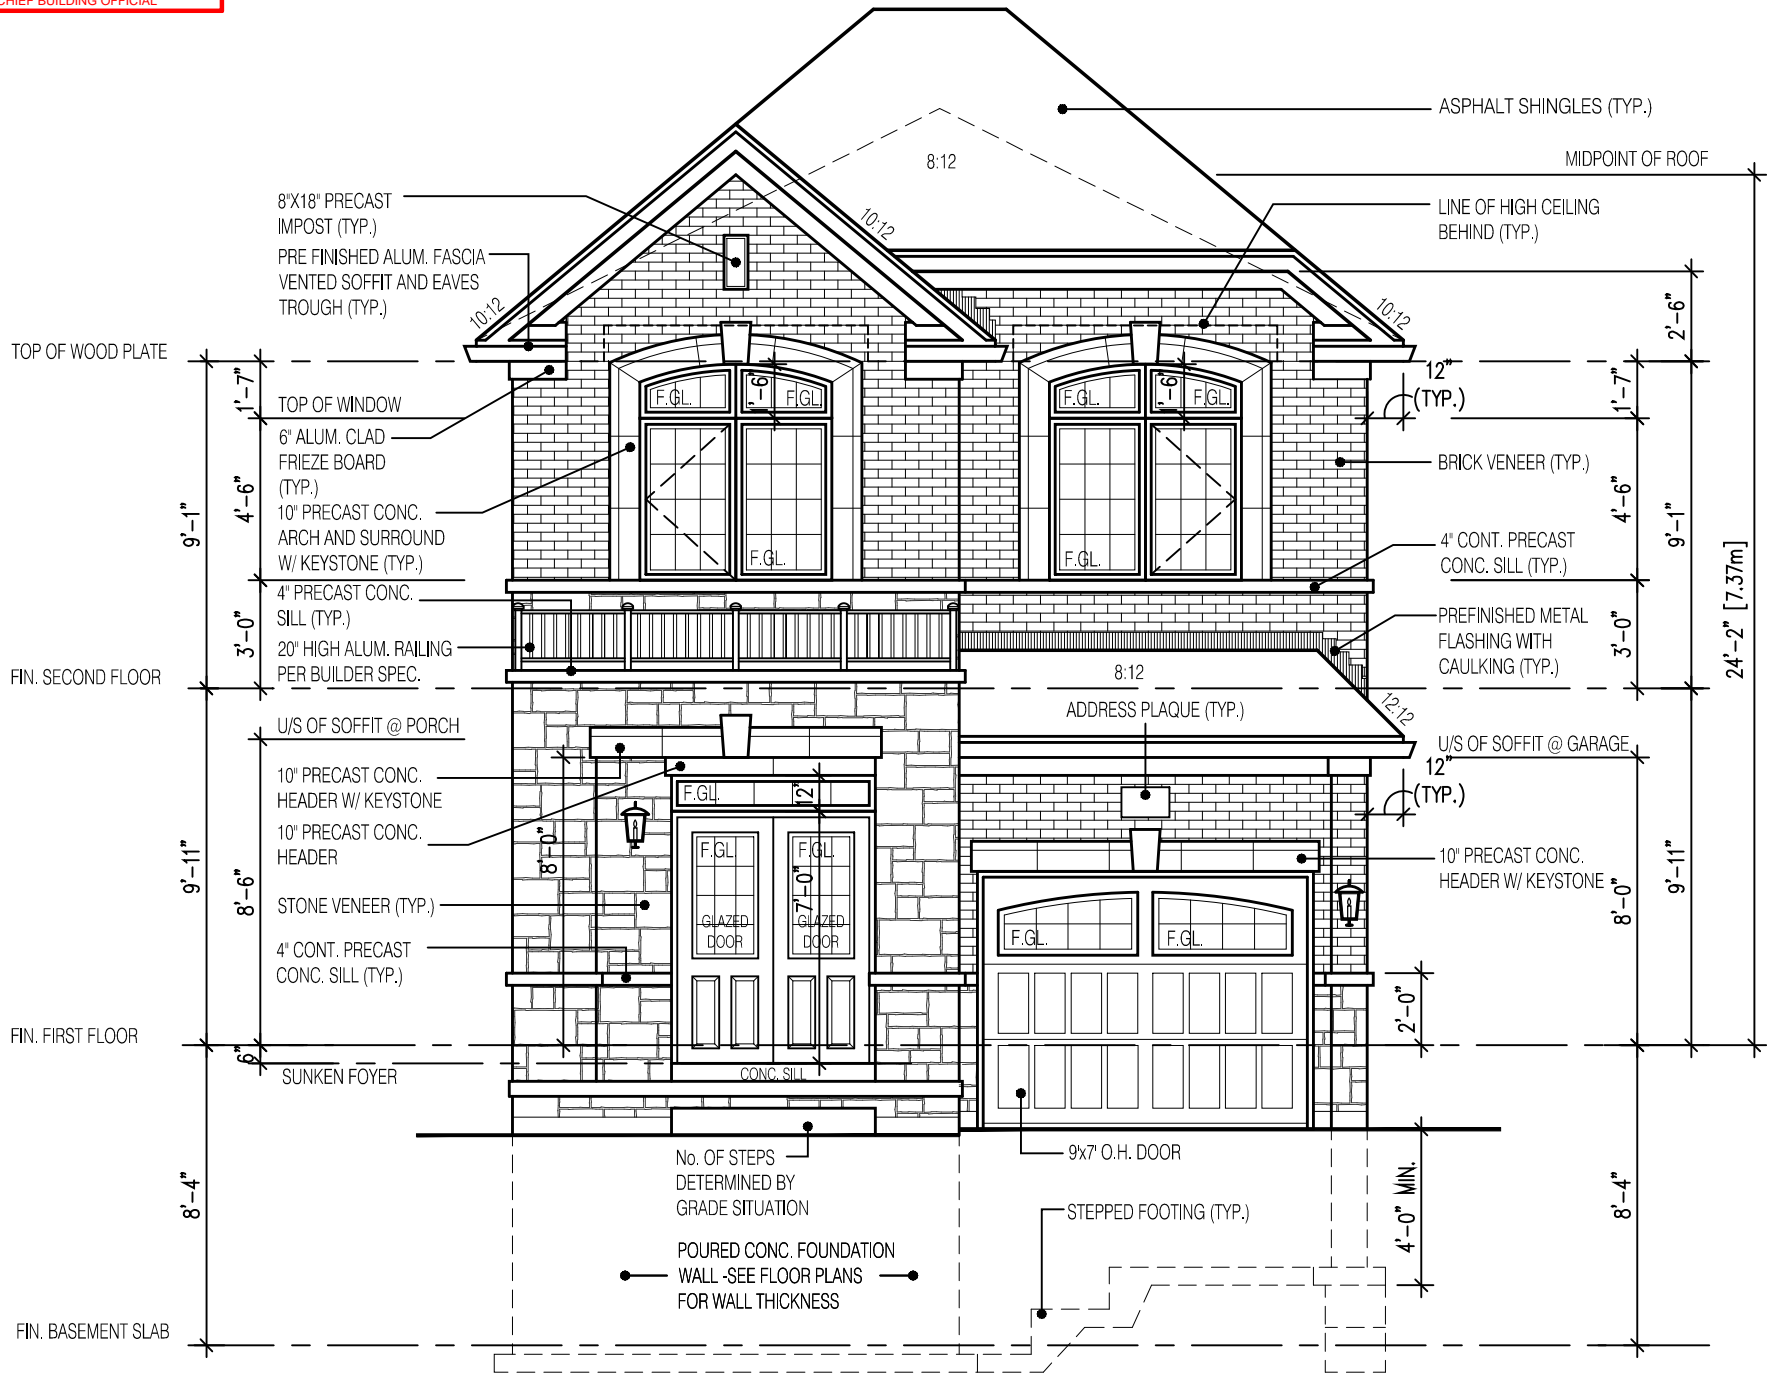 CHIEF BUILDING OFFICIAL
ASPHALT SHINGLES (TYP.)
MIDPOINT OF ROOF
8:12
8"X18" PRECAST
IMPOST (TYP.)
PRE FINISHED ALUM. FASCIA
VENTED SOFFIT AND EAVES
TROUGH (TYP.)
10:12
10:12
10:12
LINE OF HIGH CEILING
BEHIND (TYP.)
2'-6"
TOP OF WOOD PLATE
1'-7"
TOP OF WINDOW
6" ALUM. CLAD
FRIEZE BOARD
(TYP.)
10" PRECAST CONC.
ARCH AND SURROUND
W/ KEYSTONE (TYP.)
4'-6"
9'-1"
4" PRECAST CONC.
SILL (TYP.)
20" HIGH ALUM. RAILING
PER BUILDER SPEC.
3'-0"
F.GL.
1'-6"
F.GL.
F.GL.
F.GL.
1'-6"
F.GL.
F.GL.
12"
(TYP.)
1'-7"
BRICK VENEER (TYP.)
4'-6"
9'-1"
4" CONT. PRECAST
CONC. SILL (TYP.)
24'-2" [7.37m]
PREFINISHED METAL
FLASHING WITH
CAULKING (TYP.)
3'-0"
FIN. SECOND FLOOR
8:12
12:12
ADDRESS PLAQUE (TYP.)
U/S OF SOFFIT @ PORCH
U/S OF SOFFIT @ GARAGE
12"
(TYP.)
10" PRECAST CONC.
HEADER W/ KEYSTONE
10" PRECAST CONC.
HEADER
F.GL.
12"
8'-0"
F.GL.
F.GL.
7'-0"
GLAZED
DOOR
GLAZED
DOOR
9'-11"
8'-6"
STONE VENEER (TYP.)
4" CONT. PRECAST
CONC. SILL (TYP.)
10" PRECAST CONC.
HEADER W/ KEYSTONE
F.GL.
F.GL.
8'-0"
9'-11"
2'-0"
FIN. FIRST FLOOR
6"
SUNKEN FOYER
CONC. SILL
No. OF STEPS
DETERMINED BY
GRADE SITUATION
9'x7' O.H. DOOR
8'-4"
STEPPED FOOTING (TYP.)
4'-0" MIN.
8'-4"
POURED CONC. FOUNDATION
WALL -SEE FLOOR PLANS
FOR WALL THICKNESS
FIN. BASEMENT SLAB